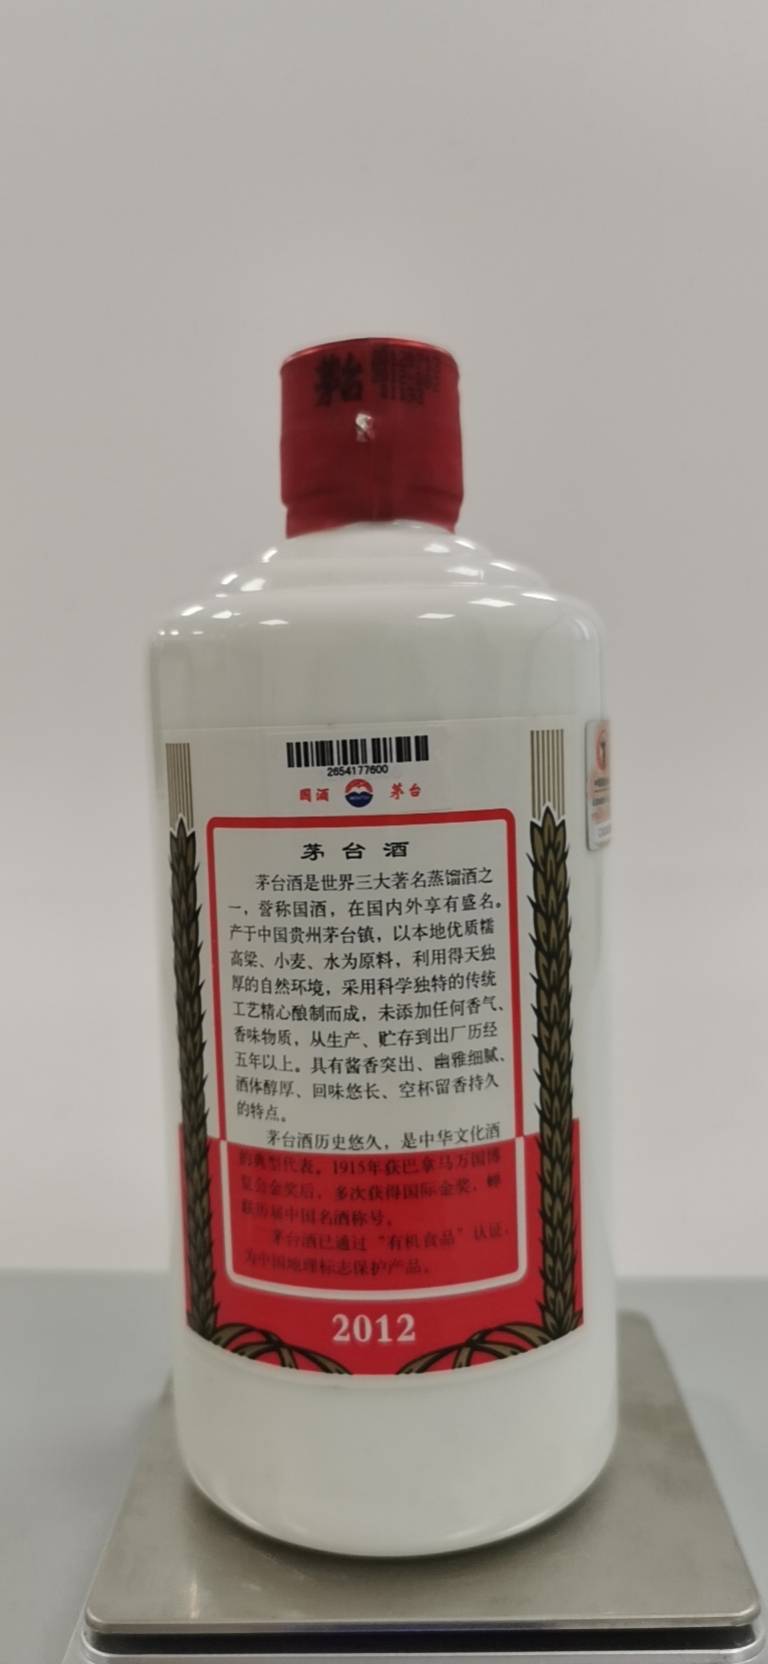 茅台
2654177600
国酒 茅台
茅台酒
茅台酒是世界三大著名蒸馏酒之
一，誉称国酒，在国内外享有盛名。
产于中国贵州茅台镇，以本地优质糯
高粱、小麦、水为原料，利用得天独
厚的自然环境，采用科学独特的传统
工艺精心酿制而成，未添加任何香气、
香味物质，从生产、贮存到出厂历经
五年以上。具有酱香突出、幽雅细腻、
酒体醇厚、回味悠长、空杯留香持久
的特点。
茅台酒历史悠久，是中华文化酒
的典型代表。1915年获巴拿马万国博
览会金奖后，多次获得国际金奖，蝉
联历届中国名酒称号。
茅台酒已通过“有机食品”认证，
为中国地理标志保护产品。
2012